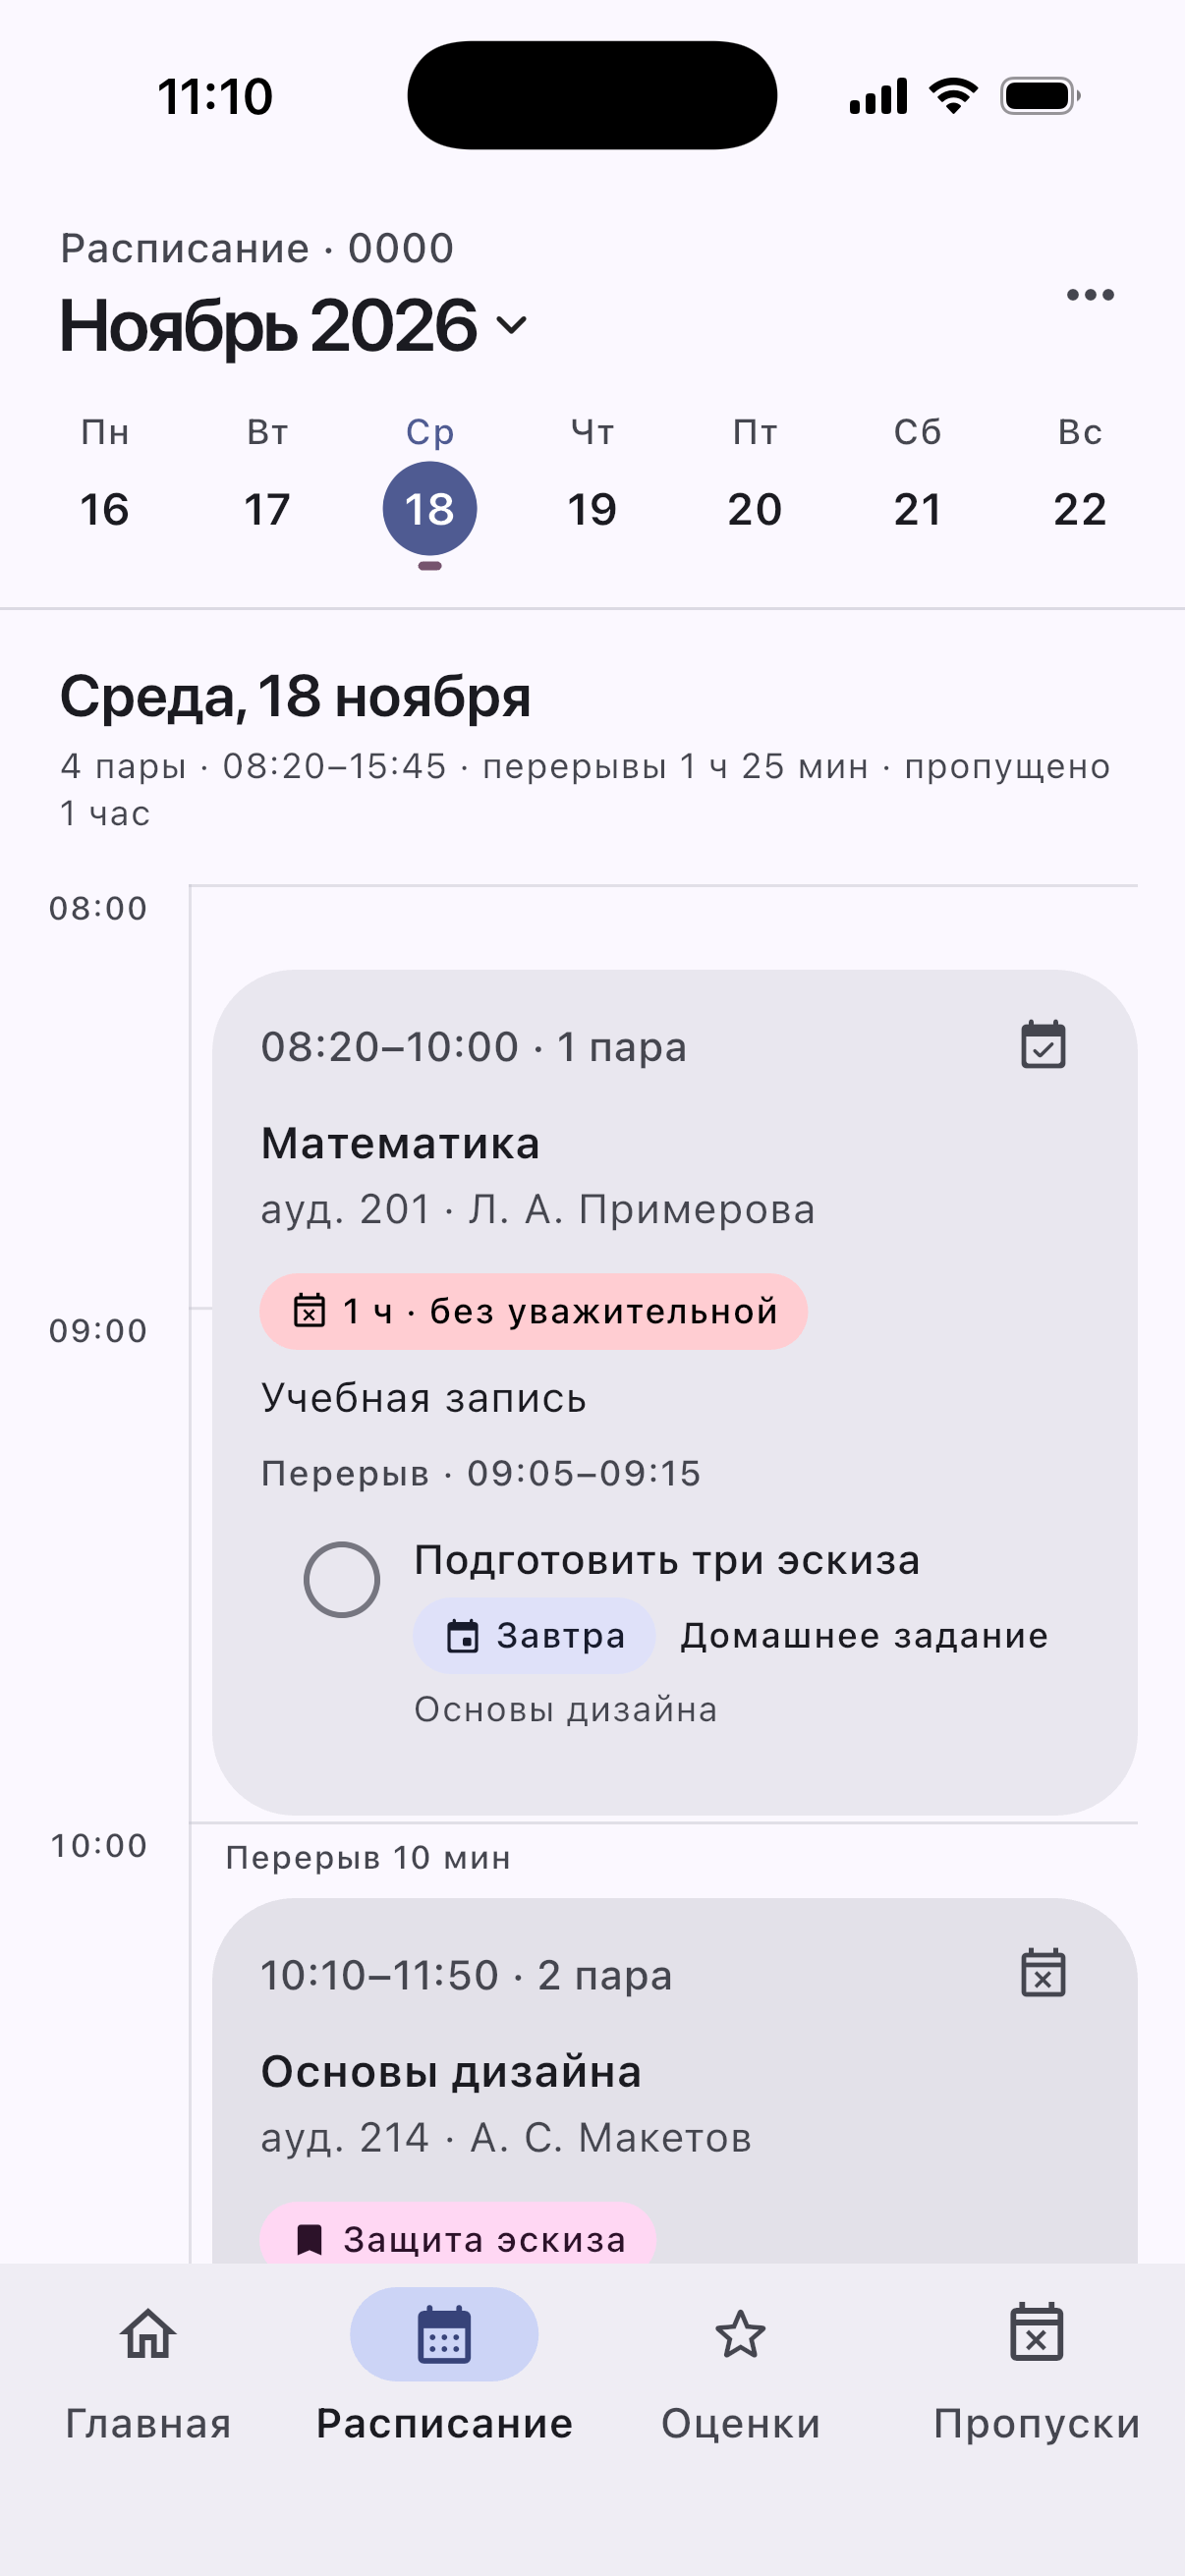 11:10
Расписание · 0000
Ноябрь 2026
Пн Вт Ср Чт Пт Сб Вс
16 17 18 19 20 21 22
Среда, 18 ноября
4 пары · 08:20–15:45 · перерывы 1 ч 25 мин · пропущено
1 час
08:00
08:20–10:00 · 1 пара
Математика
ауд. 201 · Л. А. Примерова
1 ч · без уважительной
09:00
Учебная запись
Перерыв · 09:05–09:15
Подготовить три эскиза
Завтра Домашнее задание
Основы дизайна
10:00
Перерыв 10 мин
10:10–11:50 · 2 пара
Основы дизайна
ауд. 214 · А. С. Макетов
Защита эскиза
Главная Расписание Оценки Пропуски